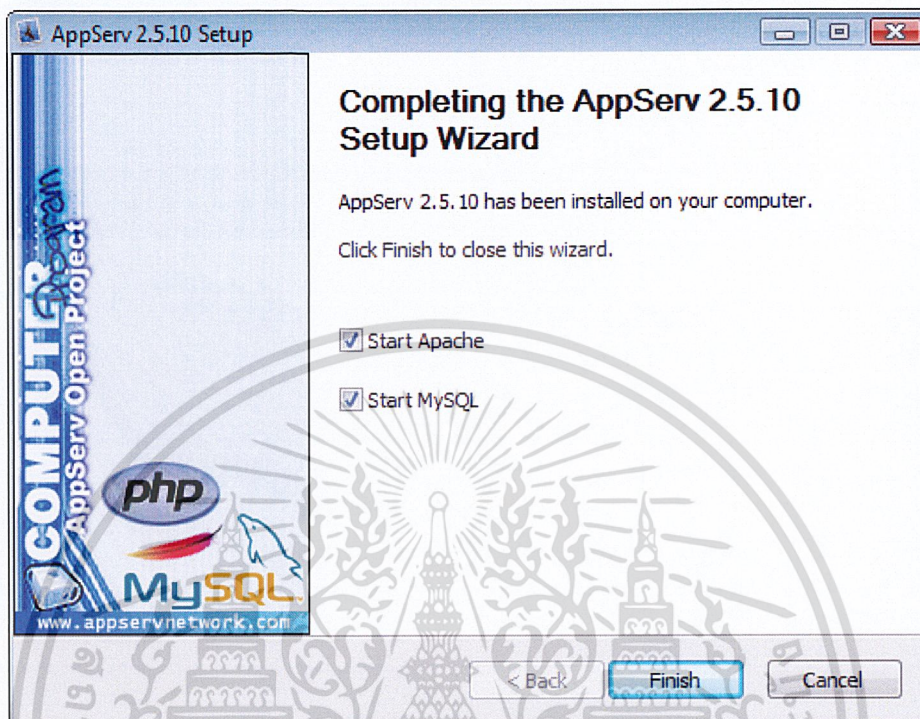 AppServ 2.5.10 Setup
Completing the AppServ 2.5.10
Setup Wizard
AppServ 2.5.10 has been installed on your computer.
Click Finish to close this wizard.
Start Apache
Start MySQL
COMPUTER
Program
AppServ Open Project
php
MySQL
www.appservnetwork.com
< Back
Finish
Cancel